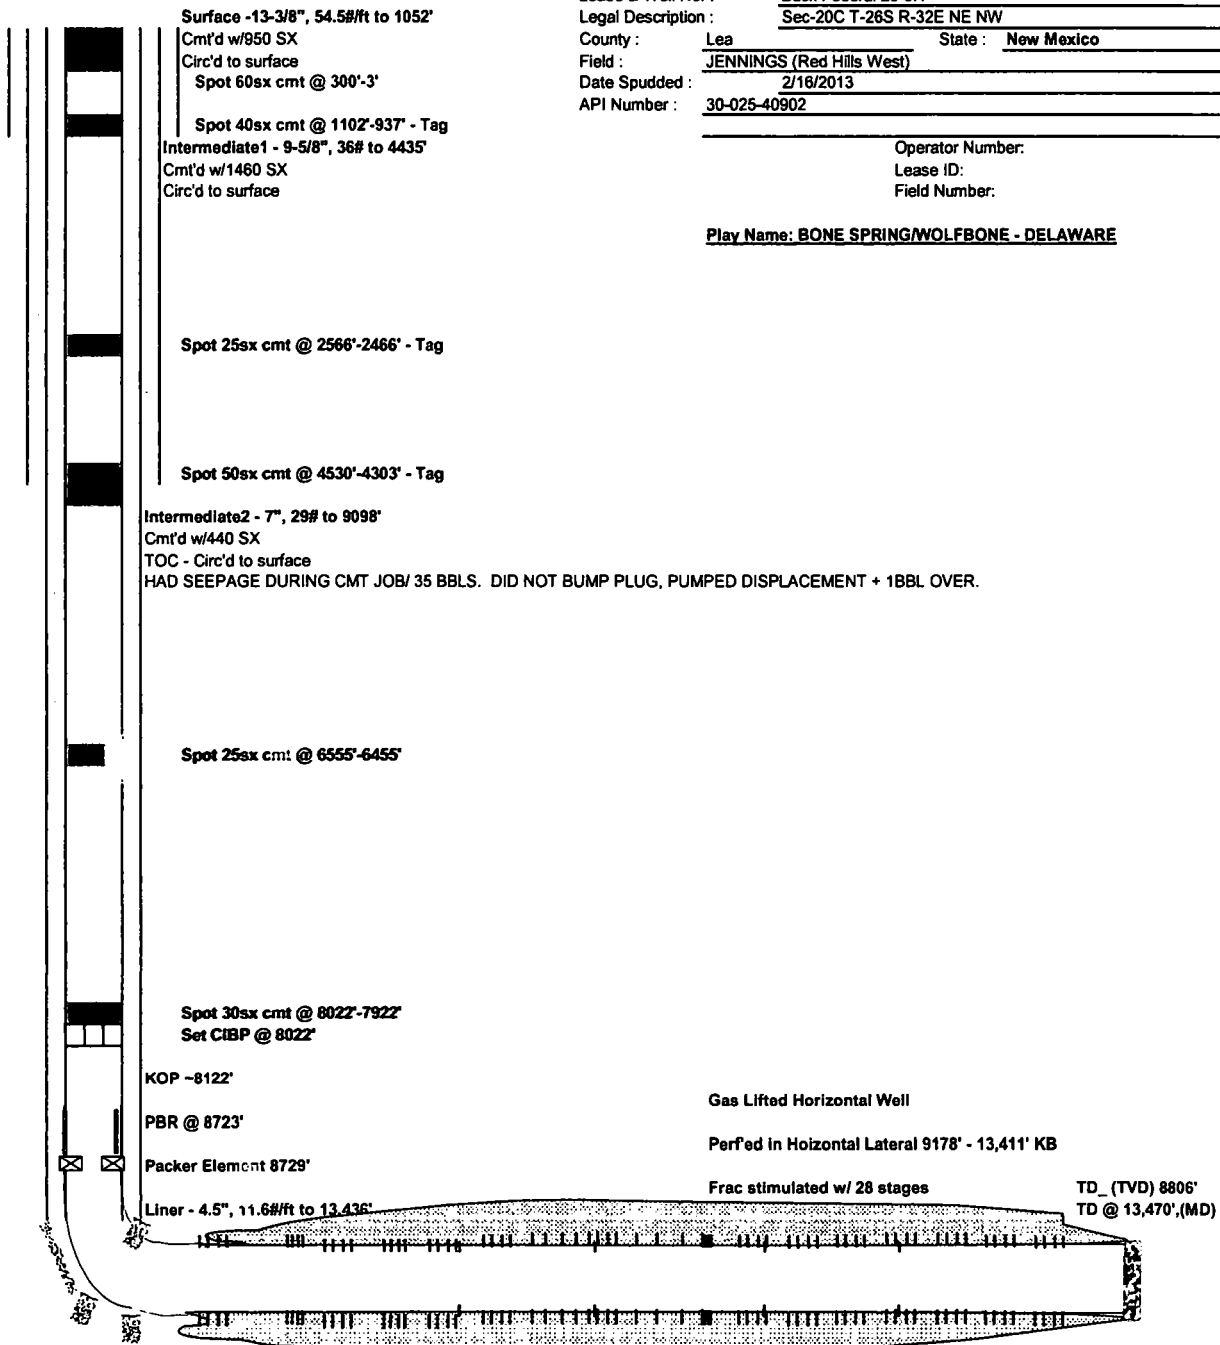 Surface -13-3/8", 54.5#/ft to 1052'
Cmt'd w/950 SX
Circ'd to surface
Spot 60sx cmt @ 300'-3'
Spot 40sx cmt @ 1102'-937' - Tag
Intermediate1 - 9-5/8", 36# to 4435'
Cmt'd w/1460 SX
Circ'd to surface
Legal Description : Sec-20C T-26S R-32E NE NW
County : Lea State : New Mexico
Field : JENNINGS (Red Hills West)
Date Spudded : 2/16/2013
API Number : 30-025-40902
Operator Number:
Lease ID:
Field Number:
Play Name: BONE SPRING/WOLFBONE - DELAWARE
Spot 25sx cmt @ 2566'-2466' - Tag
Spot 50sx cmt @ 4530'-4303' - Tag
Intermediate2 - 7", 29# to 9098'
Cmt'd w/440 SX
TOC - Circ'd to surface
HAD SEEPAGE DURING CMT JOB/ 35 BBLS. DID NOT BUMP PLUG, PUMPED DISPLACEMENT + 1BBL OVER.
Spot 25sx cmt @ 6555'-6455'
Spot 30sx cmt @ 8022'-7922'
Set CIBP @ 8022'
KOP ~8122'
PBR @ 8723'
Packer Element 8729'
Liner - 4.5", 11.6#/ft to 13,436'
Gas Lifted Horizontal Well
Perf'ed in Hoizontal Lateral 9178' - 13,411' KB
Frac stimulated w/ 28 stages
TD_ (TVD) 8806'
TD @ 13,470',(MD)